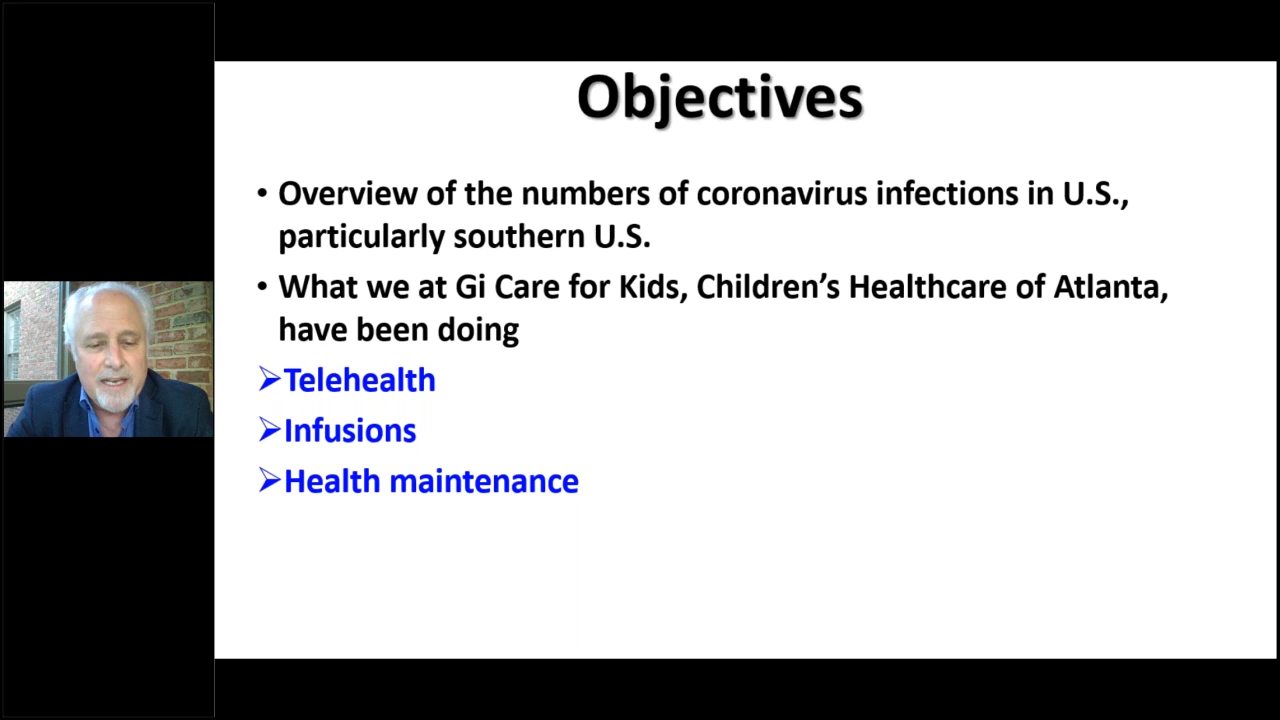 Objectives
• Overview of the numbers of coronavirus infections in U.S.,
particularly southern U.S.
• What we at Gi Care for Kids, Children’s Healthcare of Atlanta,
have been doing
➢Telehealth
➢Infusions
➢Health maintenance